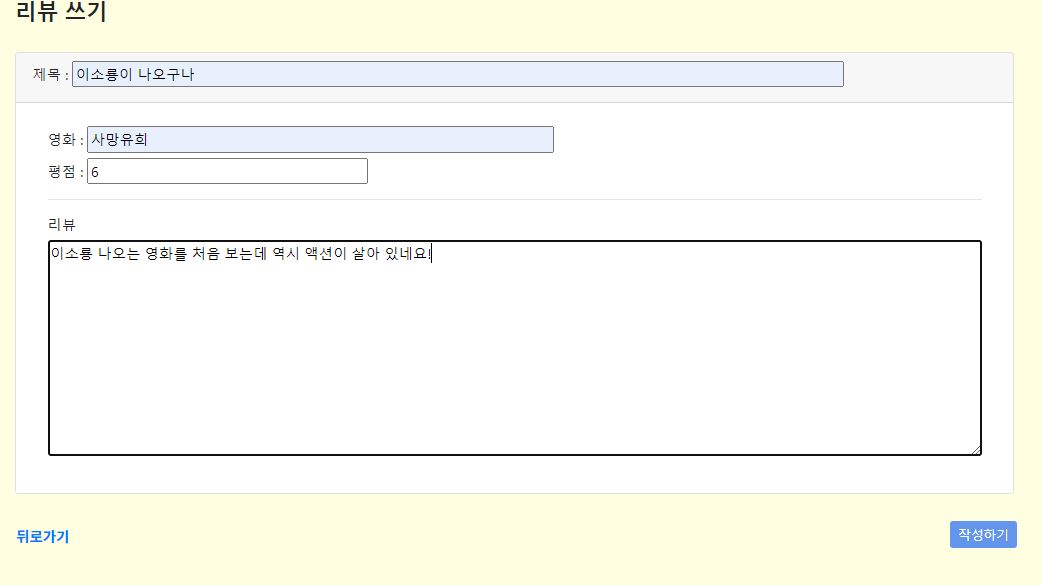 리뷰 쓰기
제목 : 이소룡이 나오구나
영화 : 사망유희
평점 : 6
리뷰
이소룡 나오는 영화를 처음 보는데 역시 액션이 살아 있네요!
뒤로가기 작성하기